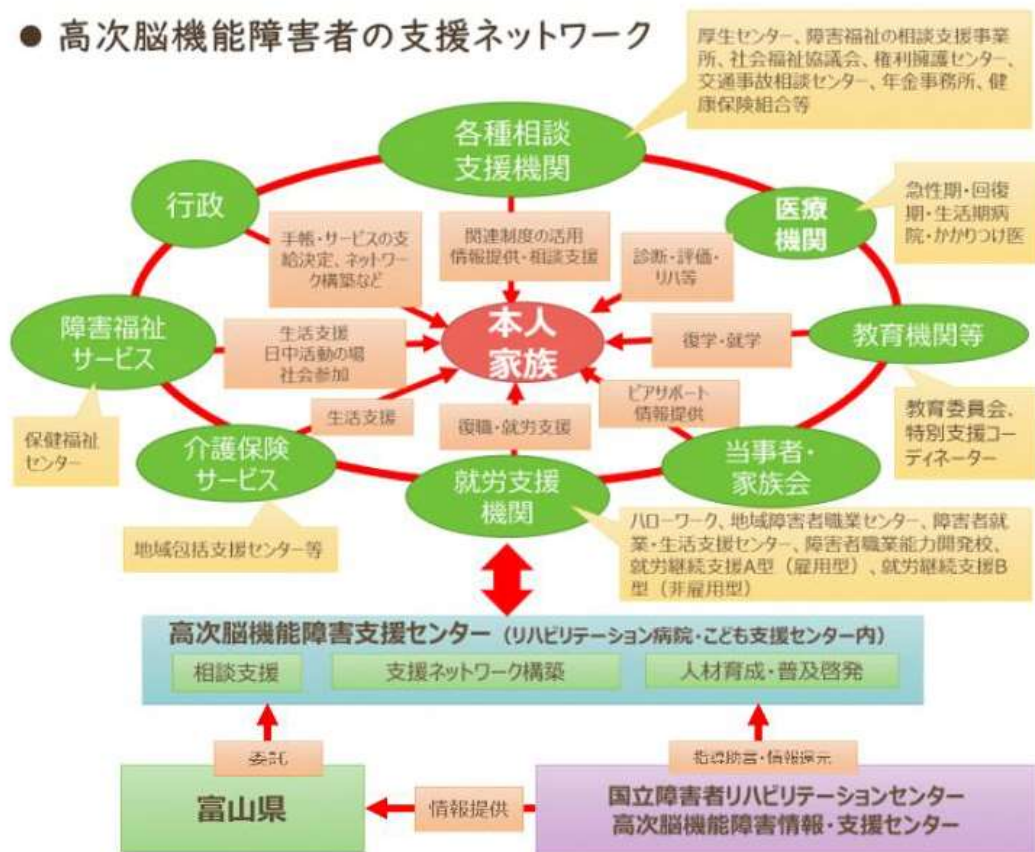 ● 高次脳機能障害者の支援ネットワーク
厚生センター、障害福祉の相談支援事業
所、社会福祉協議会、権利擁護センター、
交通事故相談センター、年金事務所、健
康保険組合等
各種相談
支援機関
行政
医療
機関
急性期・回復
期・生活期病
院・かかりつけ医
手帳・サービスの支
給決定、ネットワー
ク構築など
関連制度の活用
情報提供・相談支援
診断・評価・
リハ等
障害福祉
サービス
生活支援
日中活動の場
社会参加
本人
家族
復学・就学
教育機関等
保健福祉
センター
生活支援
復職・就労支援
ピアサポート
情報提供
教育委員会、
特別支援コー
ディネーター
介護保険
サービス
就労支援
機関
当事者・
家族会
地域包括支援センター等
ハローワーク、地域障害者職業センター、障害者就
業・生活支援センター、障害者職業能力開発校、
就労継続支援A型（雇用型）、就労継続支援B
型（非雇用型）
高次脳機能障害支援センター（リハビリテーション病院・こども支援センター内）
相談支援
支援ネットワーク構築
人材育成・普及啓発
委託
指導助言・情報還元
富山県
情報提供
国立障害者リハビリテーションセンター
高次脳機能障害情報・支援センター